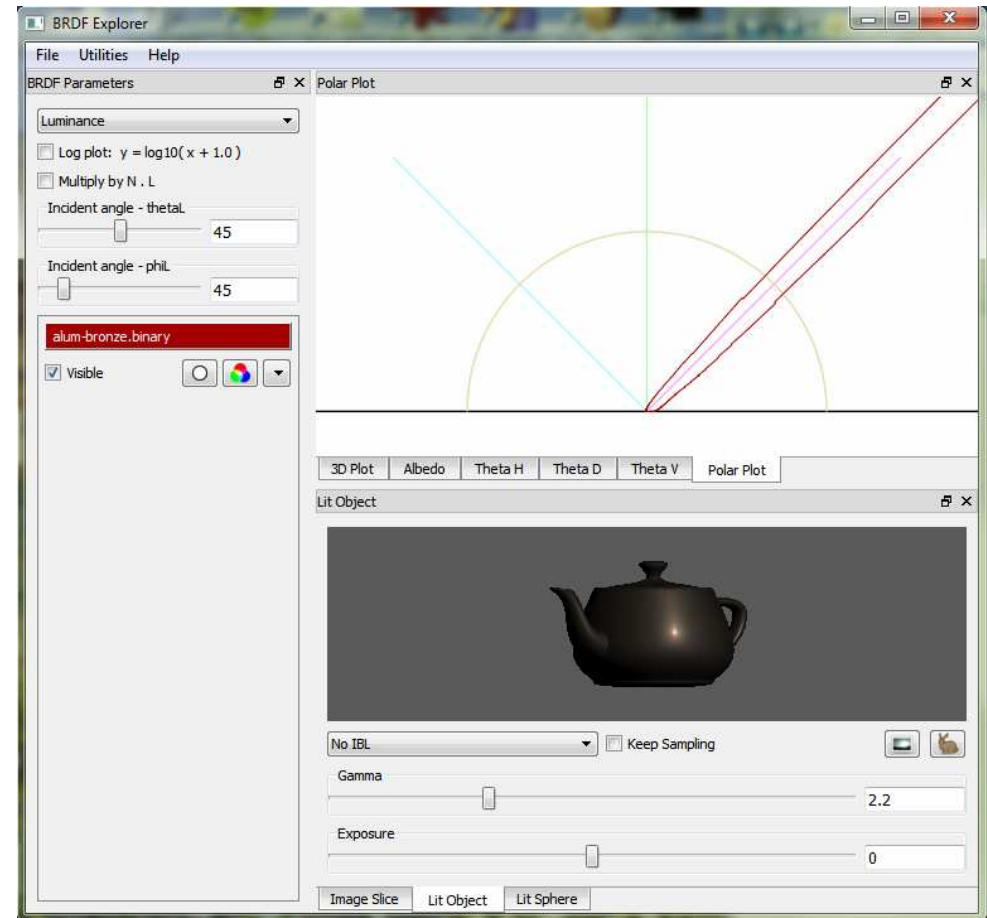 BRDF Explorer
File Utilities Help
BRDF Parameters
Luminance
Log plot: y = log10( x + 1.0 )
Multiply by N . L
Incident angle - thetaL
45
Incident angle - phiL
45
alum-bronze.binary
Visible
Polar Plot
3D Plot Albedo Theta H Theta D Theta V Polar Plot
Lit Object
No IBL Keep Sampling
Gamma
2.2
Exposure
0
Image Slice Lit Object Lit Sphere